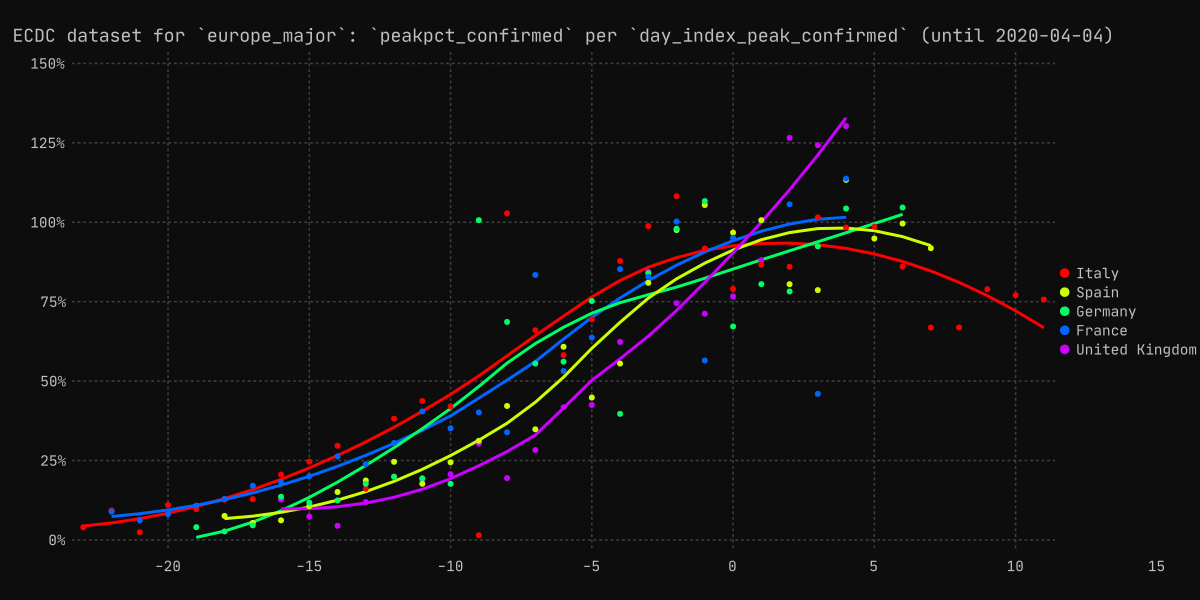 ECDC dataset for `europe_major`: `peakpct_confirmed` per `day_index_peak_confirmed` (until 2020-04-04)
150%
125%
100%
75%
50%
25%
0%
Italy
Spain
Germany
France
United Kingdom
-20 -15 -10 -5 0 5 10 15